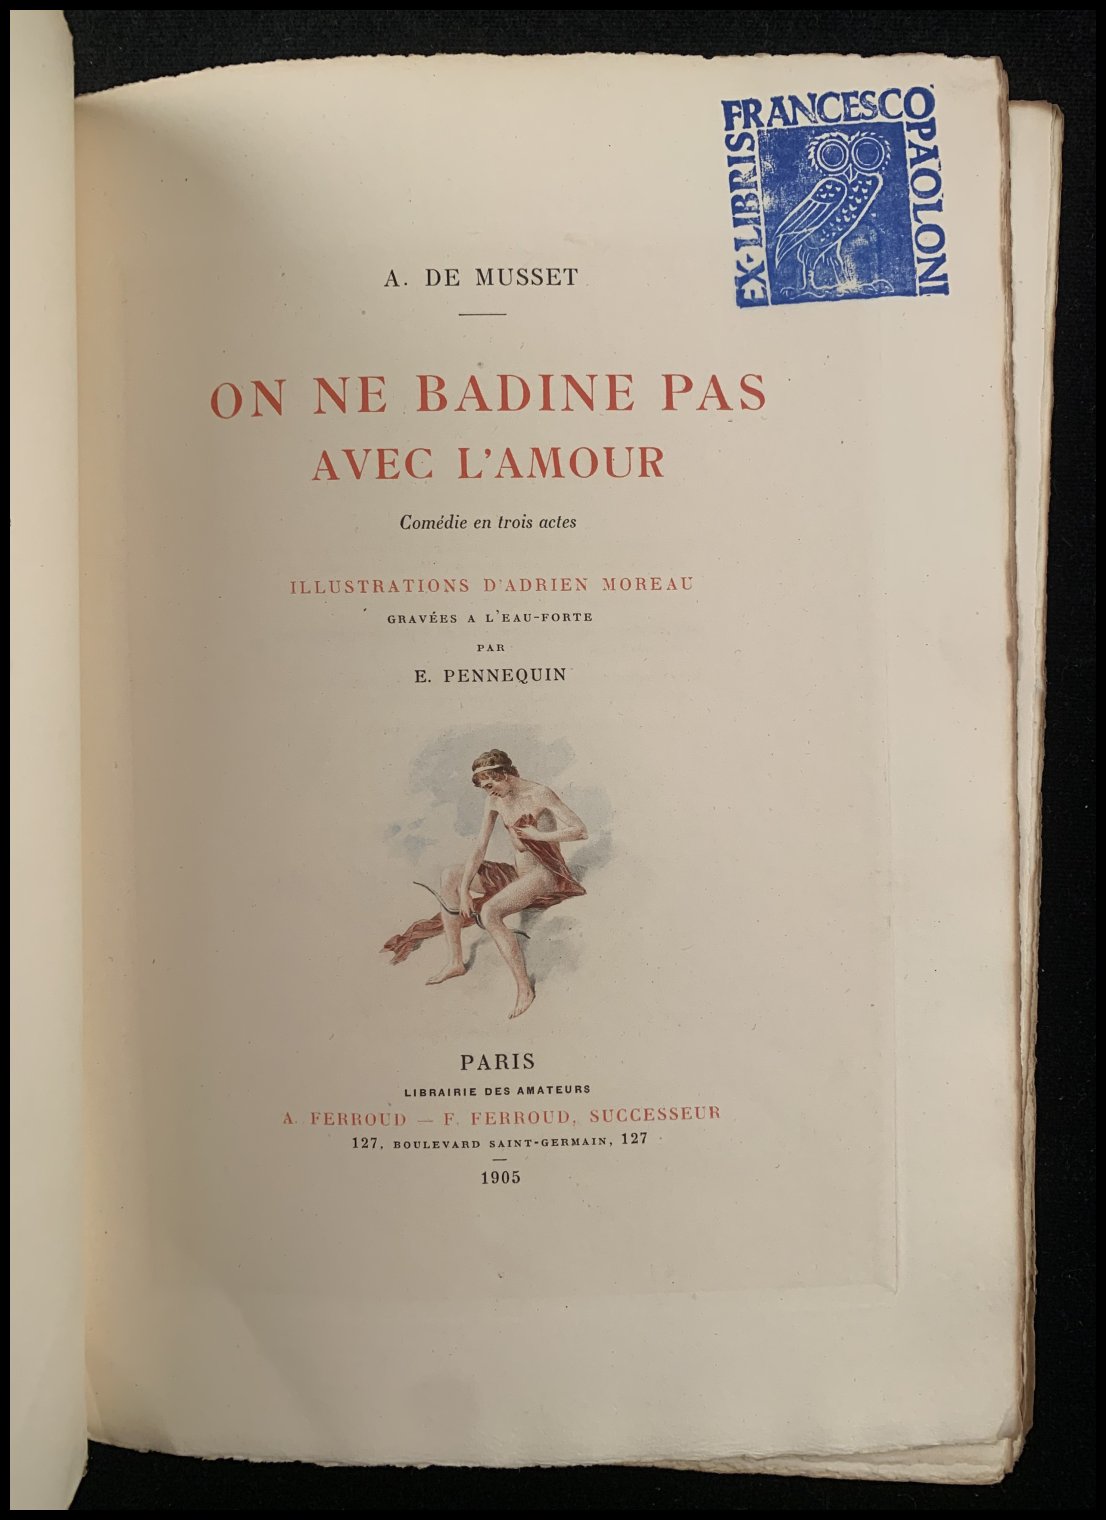 EX-LIBRIS
FRANCESCO
PAOLONI
A. DE MUSSET
ON NE BADINE PAS
AVEC L'AMOUR
Comédie en trois actes
ILLUSTRATIONS D'ADRIEN MOREAU
GRAVÉES A L'EAU-FORTE
PAR
E. PENNEQUIN
PARIS
LIBRAIRIE DES AMATEURS
A. FERROUD — F. FERROUD, SUCCESSEUR
127, BOULEVARD SAINT-GERMAIN, 127
1905